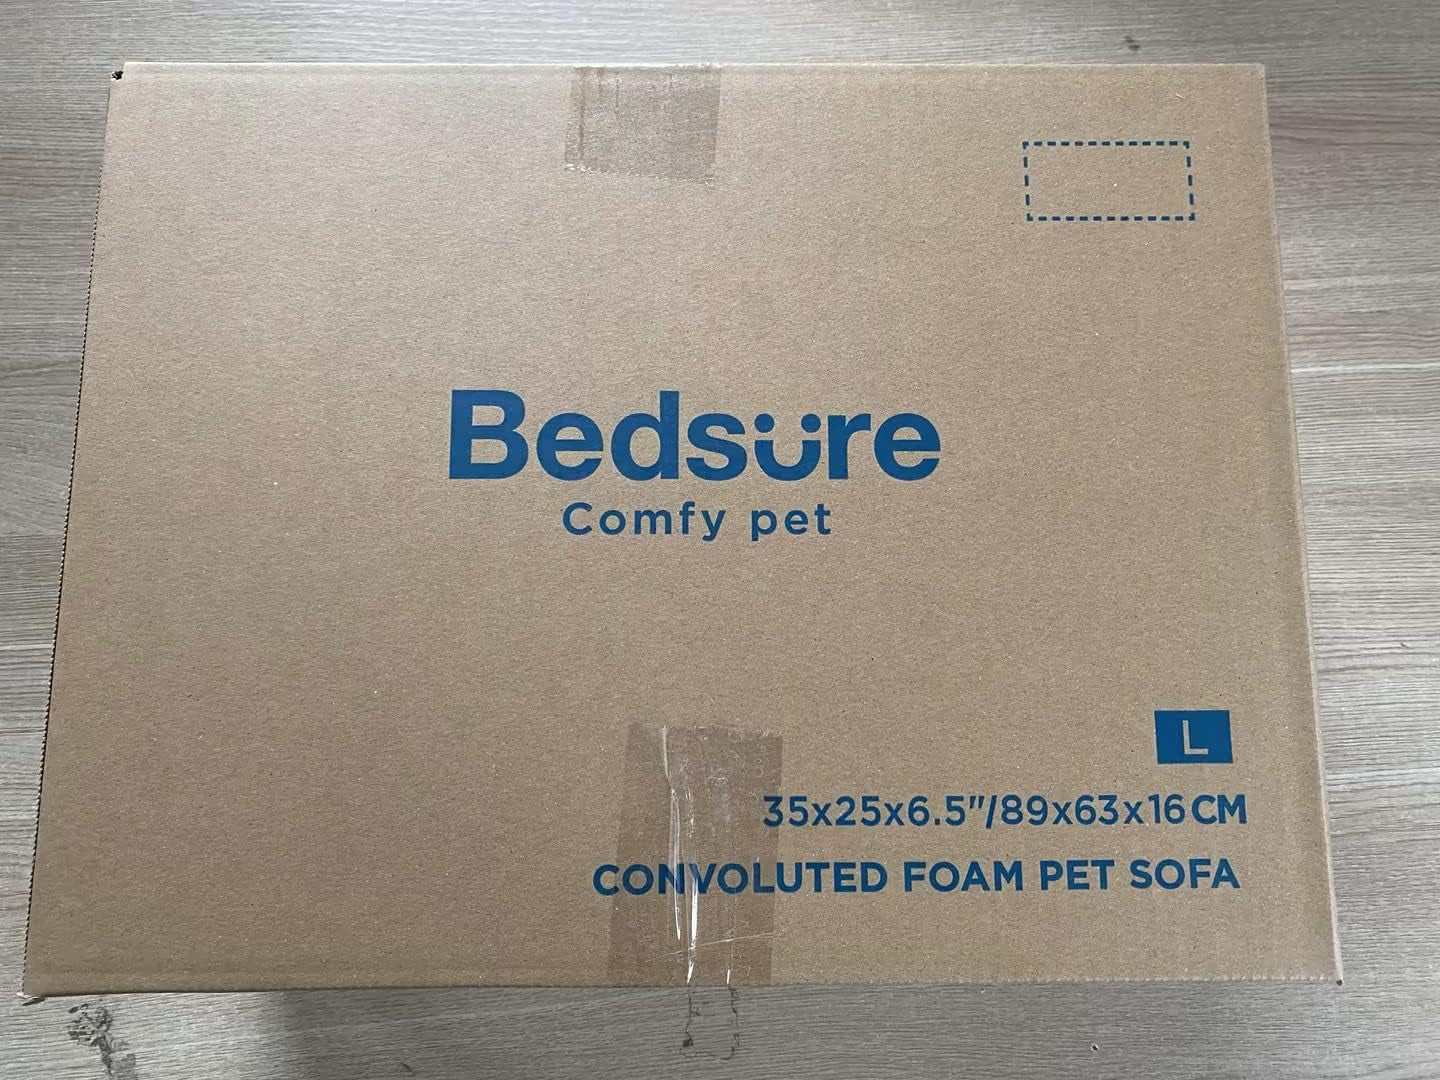 Bedsure
Comfy pet
L
35x25x6.5"/89x63x16CM
CONVOLUTED FOAM PET SOFA